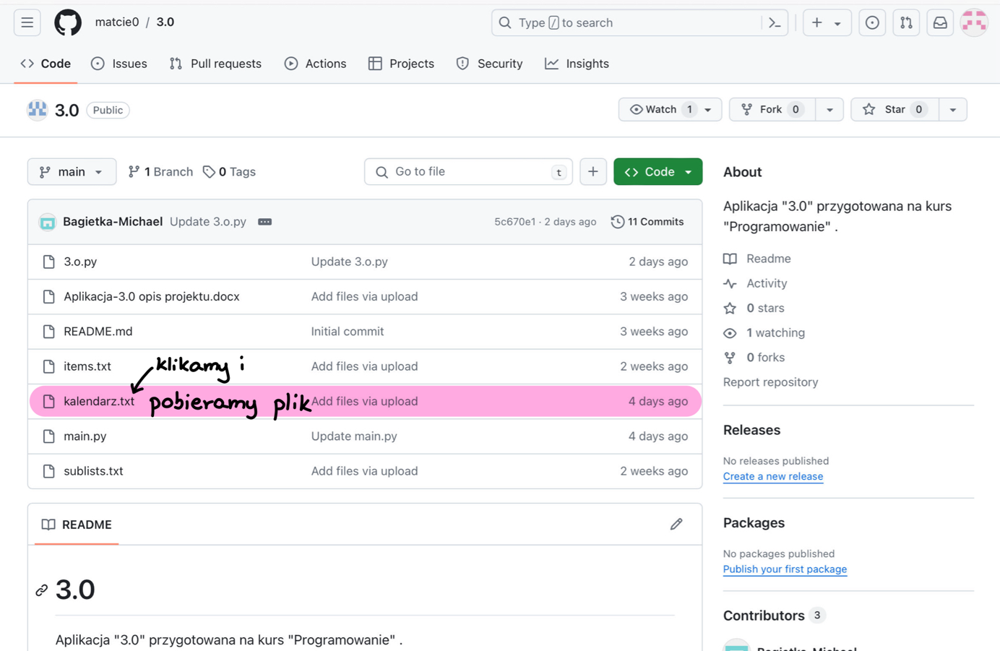 matcie0 / 3.0
Type / to search
Code Issues Pull requests Actions Projects Security Insights
3.0 Public
Watch 1 Fork 0 Star 0
main 1 Branch 0 Tags Go to file t Code
Bagietka-Michael Update 3.o.py 5c670e1 · 2 days ago 11 Commits
3.o.py Update 3.o.py 2 days ago
Aplikacja-3.0 opis projektu.docx Add files via upload 3 weeks ago
README.md Initial commit 3 weeks ago
items.txt Add files via upload 2 weeks ago
klikamy i
kalendarz.txt pobieramy plik Add files via upload 4 days ago
main.py Update main.py 4 days ago
sublists.txt Add files via upload 2 weeks ago
README
3.0
Aplikacja "3.0" przygotowana na kurs "Programowanie" .
About
Aplikacja "3.0" przygotowana na kurs
"Programowanie" .
Readme
Activity
0 stars
1 watching
0 forks
Report repository
Releases
No releases published
Create a new release
Packages
No packages published
Publish your first package
Contributors 3
Bagietka-Michael